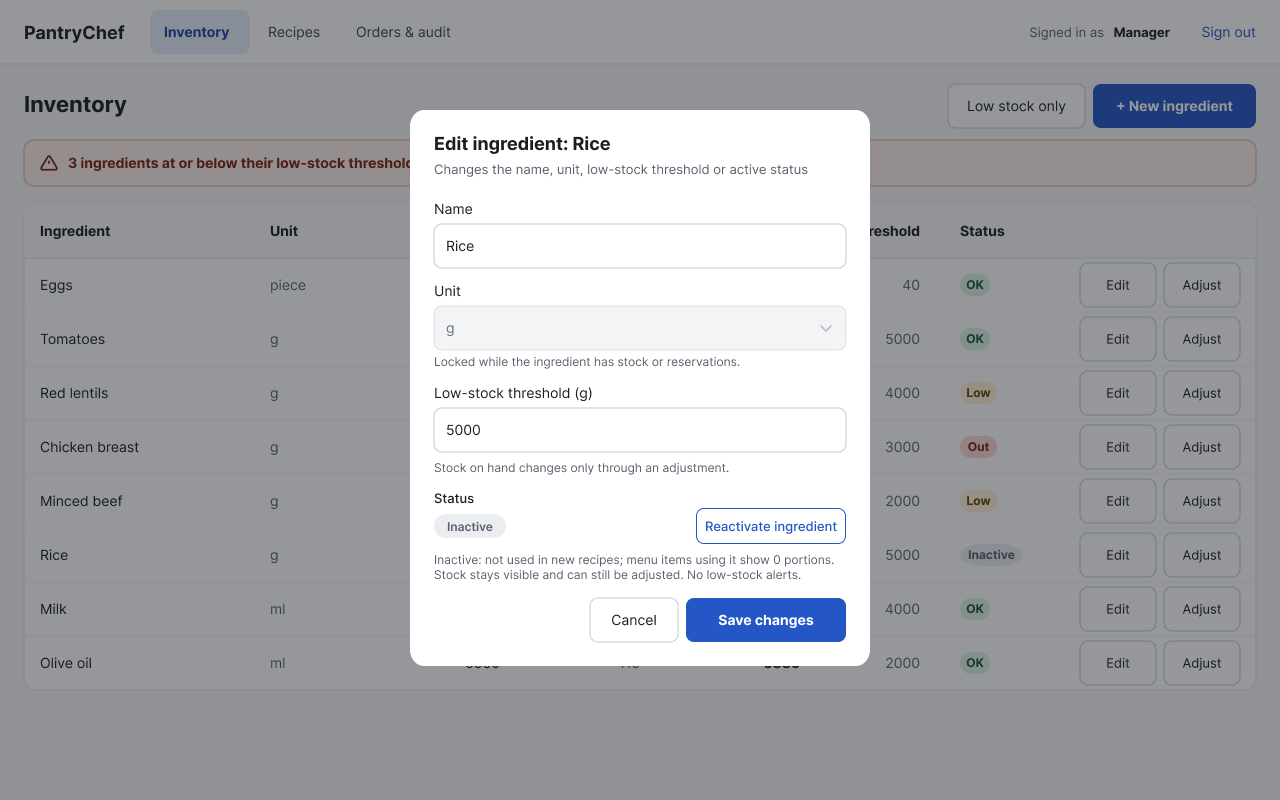 PantryChef Inventory Recipes Orders & audit Signed in as Manager Sign out
Inventory
Low stock only + New ingredient
3 ingredients at or below their low-stock threshold
Ingredient Unit Status
Eggs piece 40 OK Edit Adjust
Tomatoes g 5000 OK Edit Adjust
Red lentils g 4000 Low Edit Adjust
Chicken breast g 3000 Out Edit Adjust
Minced beef g 2000 Low Edit Adjust
Rice g 5000 Inactive Edit Adjust
Milk ml 4000 OK Edit Adjust
Olive oil ml 2000 OK Edit Adjust
Edit ingredient: Rice
Changes the name, unit, low-stock threshold or active status
Name
Rice
Unit
g
Locked while the ingredient has stock or reservations.
Low-stock threshold (g)
5000
Stock on hand changes only through an adjustment.
Status
Inactive Reactivate ingredient
Inactive: not used in new recipes; menu items using it show 0 portions.
Stock stays visible and can still be adjusted. No low-stock alerts.
Cancel Save changes